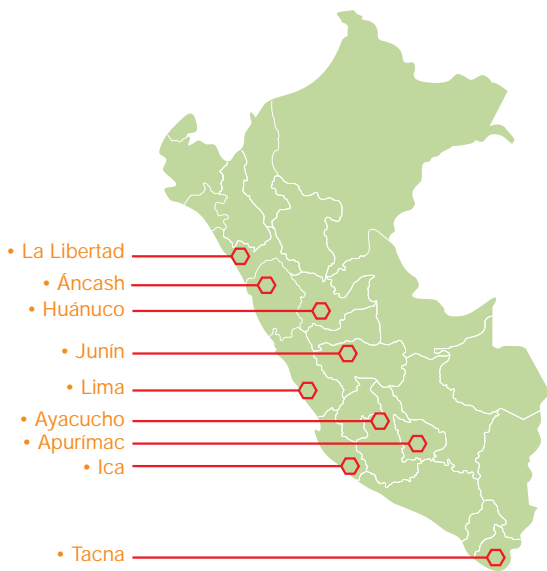 • La Libertad
• Áncash
• Huánuco
• Junín
• Lima
• Ayacucho
• Apurímac
• Ica
• Tacna